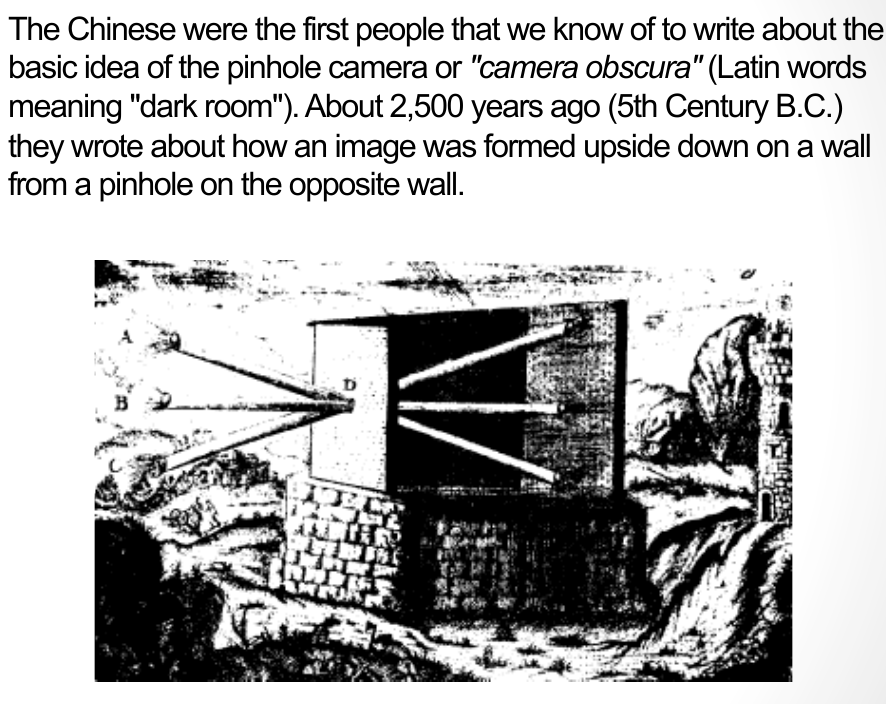 The Chinese were the first people that we know of to write about the
basic idea of the pinhole camera or "camera obscura" (Latin words
meaning "dark room"). About 2,500 years ago (5th Century B.C.)
they wrote about how an image was formed upside down on a wall
from a pinhole on the opposite wall.
A
D
B
C